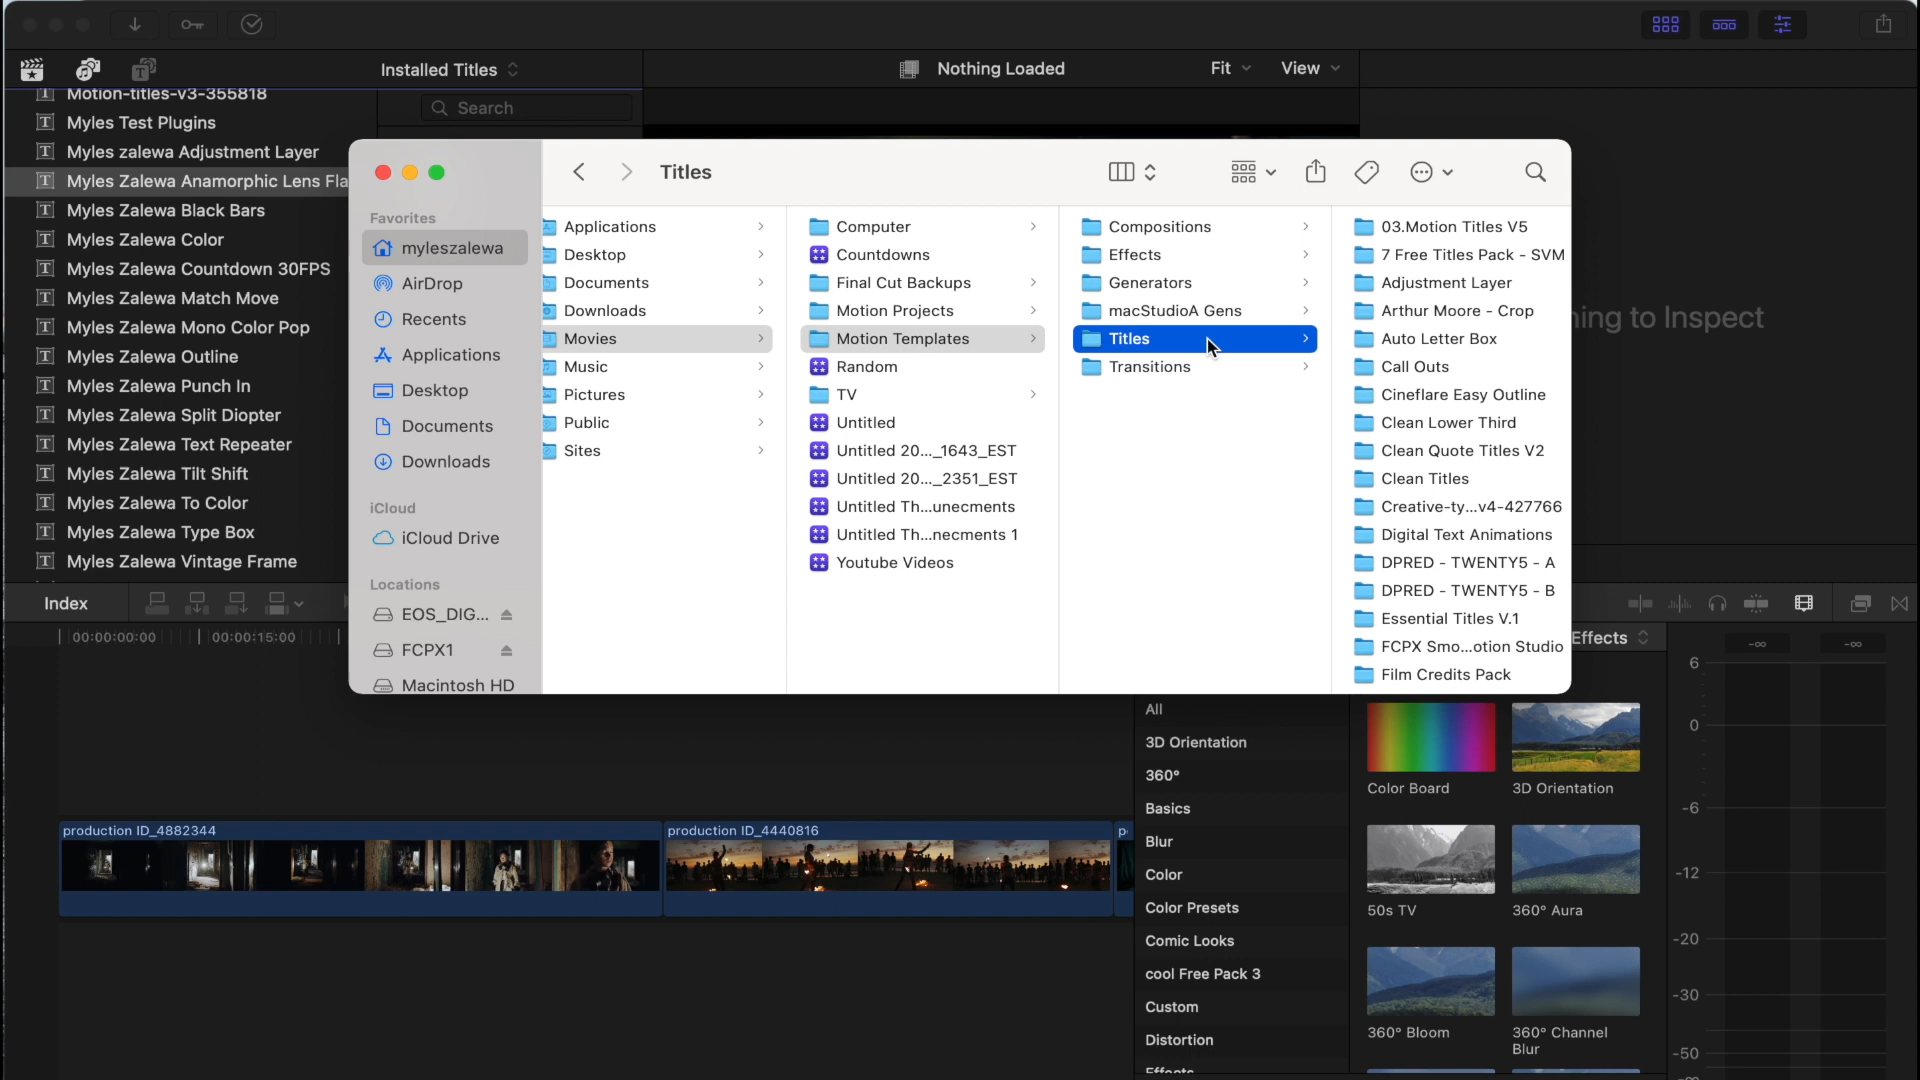 Installed Titles
Nothing Loaded
Fit
View
Motion-titles-v3-355818
Search
Myles Test Plugins
Myles zalewa Adjustment Layer
Myles Zalewa Anamorphic Lens Fla
Myles Zalewa Black Bars
Myles Zalewa Color
Myles Zalewa Countdown 30FPS
Myles Zalewa Match Move
Myles Zalewa Mono Color Pop
Myles Zalewa Outline
Myles Zalewa Punch In
Myles Zalewa Split Diopter
Myles Zalewa Text Repeater
Myles Zalewa Tilt Shift
Myles Zalewa To Color
Myles Zalewa Type Box
Myles Zalewa Vintage Frame
Titles
Favorites
myleszalewa
AirDrop
Recents
Applications
Desktop
Documents
Downloads
iCloud
iCloud Drive
Locations
EOS_DIG...
FCPX1
Macintosh HD
Applications
Desktop
Documents
Downloads
Movies
Music
Pictures
Public
Sites
Computer
Countdowns
Final Cut Backups
Motion Projects
Motion Templates
Random
TV
Untitled
Untitled 20..._1643_EST
Untitled 20..._2351_EST
Untitled Th...unecments
Untitled Th...necments 1
Youtube Videos
Compositions
Effects
Generators
macStudioA Gens
Titles
Transitions
03.Motion Titles V5
7 Free Titles Pack - SVM
Adjustment Layer
Arthur Moore - Crop
Auto Letter Box
Call Outs
Cineflare Easy Outline
Clean Lower Third
Clean Quote Titles V2
Clean Titles
Creative-ty...v4-427766
Digital Text Animations
DPRED - TWENTY5 - A
DPRED - TWENTY5 - B
Essential Titles V.1
FCPX Smo...otion Studio
Film Credits Pack
ning to Inspect
Index
00:00:00:00
00:00:15:00
production ID_4882344
production ID_4440816
p
Effects
All
3D Orientation
360°
Basics
Blur
Color
Color Presets
Comic Looks
cool Free Pack 3
Custom
Distortion
Effects
Color Board
3D Orientation
50s TV
360° Aura
360° Bloom
360° Channel
Blur
-∞
-∞
6
0
-6
-12
-20
-30
-50
-∞